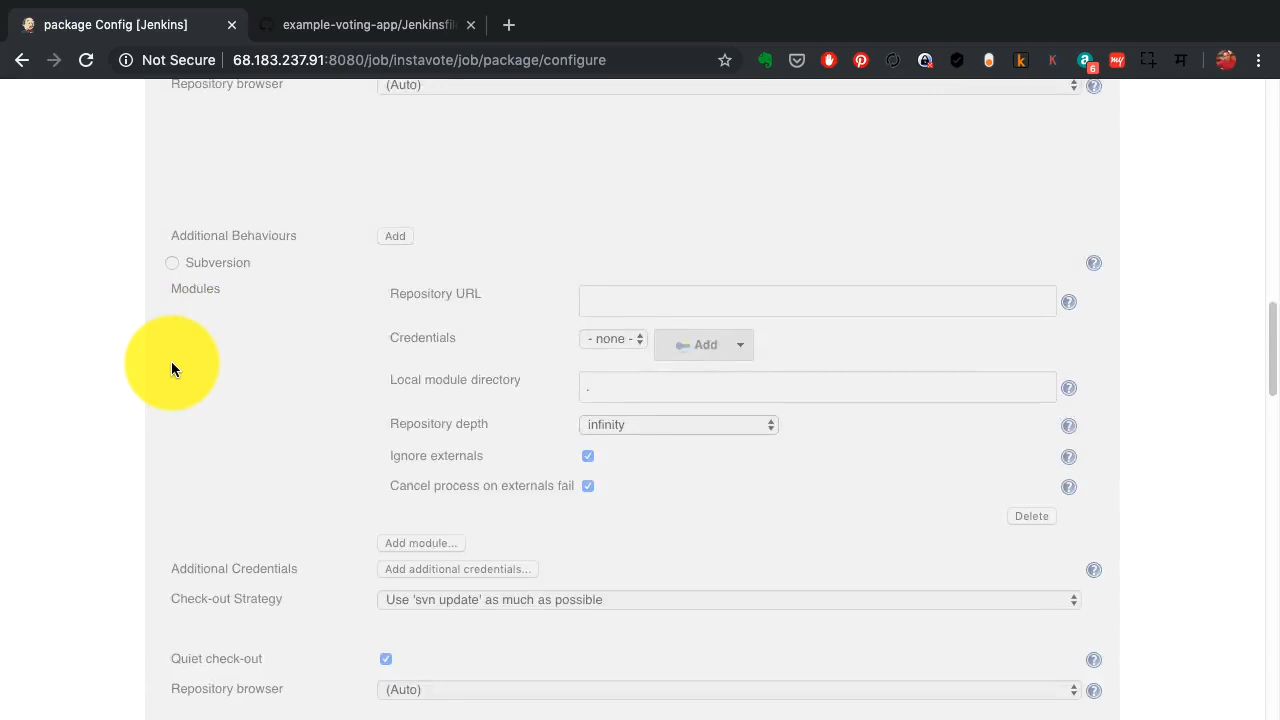 package Config [Jenkins]
example-voting-app/Jenkinsfil
Not Secure
68.183.237.91:8080/job/instavote/job/package/configure
6
Repository browser
(Auto)
Additional Behaviours
Add
Subversion
Modules
Repository URL
Credentials
- none -
Add
Local module directory
.
Repository depth
infinity
Ignore externals
Cancel process on externals fail
Delete
Add module...
Additional Credentials
Add additional credentials...
Check-out Strategy
Use 'svn update' as much as possible
Quiet check-out
Repository browser
(Auto)